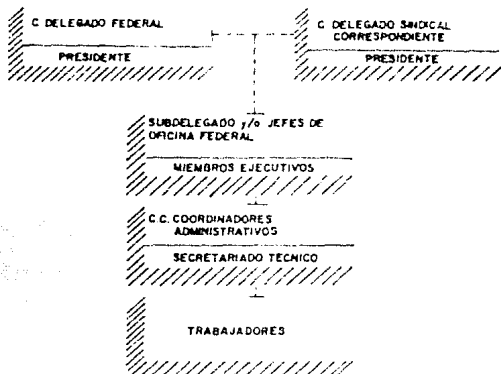 C. DELEGADO FEDERAL
PRESIDENTE
C. DELEGADO SINDICAL
CORRESPONDIENTE
PRESIDENTE
SUBDELEGADO y/o JEFES DE
OFICINA FEDERAL
MIEMBROS EJECUTIVOS
C.C. COORDINADORES
ADMINISTRATIVOS
SECRETARIADO TECNICO
TRABAJADORES